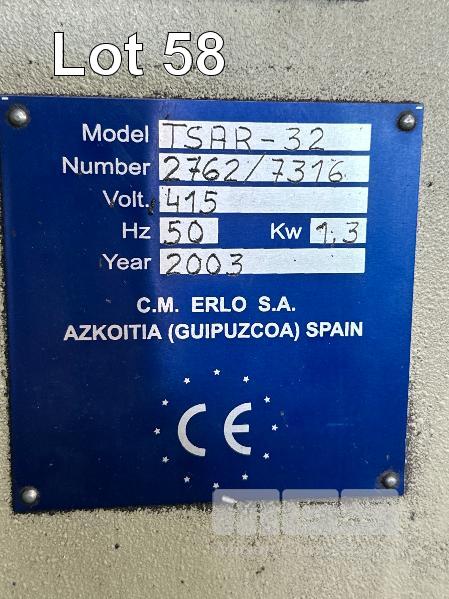 Lot 58
Model TSAR-32
Number 2762/7316
Volt. 415
Hz 50 Kw 1,3
Year 2003
C.M. ERLO S.A.
AZKOITIA (GUIPUZCOA) SPAIN
CE